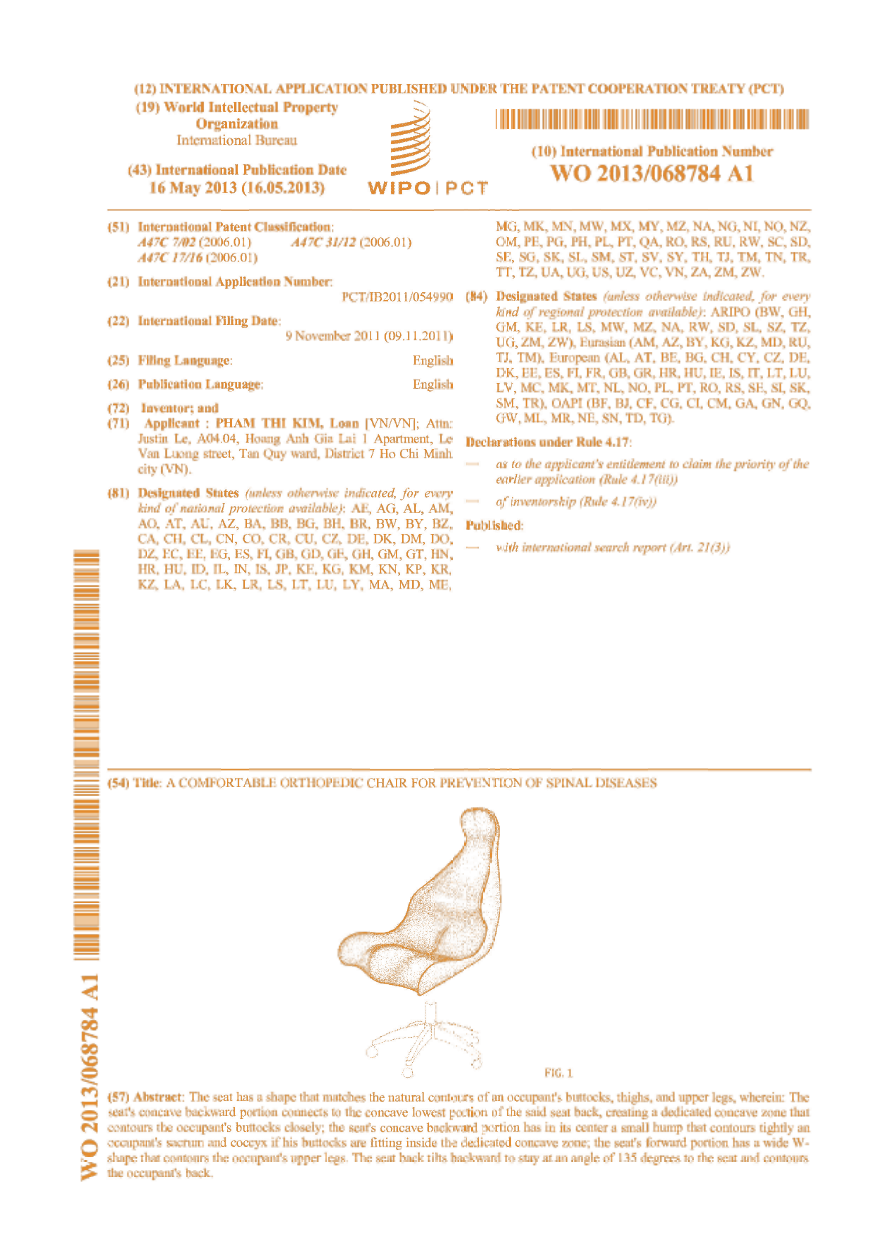 (12) INTERNATIONAL APPLICATION PUBLISHED UNDER THE PATENT COOPERATION TREATY (PCT)
(19) World Intellectual Property
Organization
International Bureau
(43) International Publication Date
16 May 2013 (16.05.2013)
WIPO | PCT
(10) International Publication Number
WO 2013/068784 A1
(51) International Patent Classification:
A47C 7/02 (2006.01) A47C 31/12 (2006.01)
A47C 17/16 (2006.01)
(21) International Application Number:
PCT/IB2011/054990
(22) International Filing Date:
9 November 2011 (09.11.2011)
(25) Filing Language: English
(26) Publication Language: English
(72) Inventor; and
(71) Applicant : PHAM THI KIM, Loan [VN/VN]; Attn:
Justin Le, A04.04, Hoang Anh Gia Lai 1 Apartment, Le
Van Luong street, Tan Quy ward, District 7 Ho Chi Minh
city (VN).
(81) Designated States (unless otherwise indicated, for every
kind of national protection available): AE, AG, AL, AM,
AO, AT, AU, AZ, BA, BB, BG, BH, BR, BW, BY, BZ,
CA, CH, CL, CN, CO, CR, CU, CZ, DE, DK, DM, DO,
DZ, EC, EE, EG, ES, FI, GB, GD, GE, GH, GM, GT, HN,
HR, HU, ID, IL, IN, IS, JP, KE, KG, KM, KN, KP, KR,
KZ, LA, LC, LK, LR, LS, LT, LU, LY, MA, MD, ME,
MG, MK, MN, MW, MX, MY, MZ, NA, NG, NI, NO, NZ,
OM, PE, PG, PH, PL, PT, QA, RO, RS, RU, RW, SC, SD,
SE, SG, SK, SL, SM, ST, SV, SY, TH, TJ, TM, TN, TR,
TT, TZ, UA, UG, US, UZ, VC, VN, ZA, ZM, ZW.
(84) Designated States (unless otherwise indicated, for every
kind of regional protection available): ARIPO (BW, GH,
GM, KE, LR, LS, MW, MZ, NA, RW, SD, SL, SZ, TZ,
UG, ZM, ZW), Eurasian (AM, AZ, BY, KG, KZ, MD, RU,
TJ, TM), European (AL, AT, BE, BG, CH, CY, CZ, DE,
DK, EE, ES, FI, FR, GB, GR, HR, HU, IE, IS, IT, LT, LU,
LV, MC, MK, MT, NL, NO, PL, PT, RO, RS, SE, SI, SK,
SM, TR), OAPI (BF, BJ, CF, CG, CI, CM, GA, GN, GQ,
GW, ML, MR, NE, SN, TD, TG).
Declarations under Rule 4.17:
— as to the applicant's entitlement to claim the priority of the
earlier application (Rule 4.17(iii))
— of inventorship (Rule 4.17(iv))
Published:
— with international search report (Art. 21(3))
(54) Title: A COMFORTABLE ORTHOPEDIC CHAIR FOR PREVENTION OF SPINAL DISEASES
FIG. 1
(57) Abstract: The seat has a shape that matches the natural contours of an occupant's buttocks, thighs, and upper legs, wherein: The
seat's concave backward portion connects to the concave lowest portion of the said seat back, creating a dedicated concave zone that
contours the occupant's buttocks closely; the seat's concave backward portion has in its center a small hump that contours tightly an
occupant's sacrum and coccyx if his buttocks are fitting inside the dedicated concave zone; the seat's forward portion has a wide W-
shape that contours the occupant's upper legs. The seat back tilts backward to stay at an angle of 135 degrees to the seat and contours
the occupant's back.
WO 2013/068784 A1